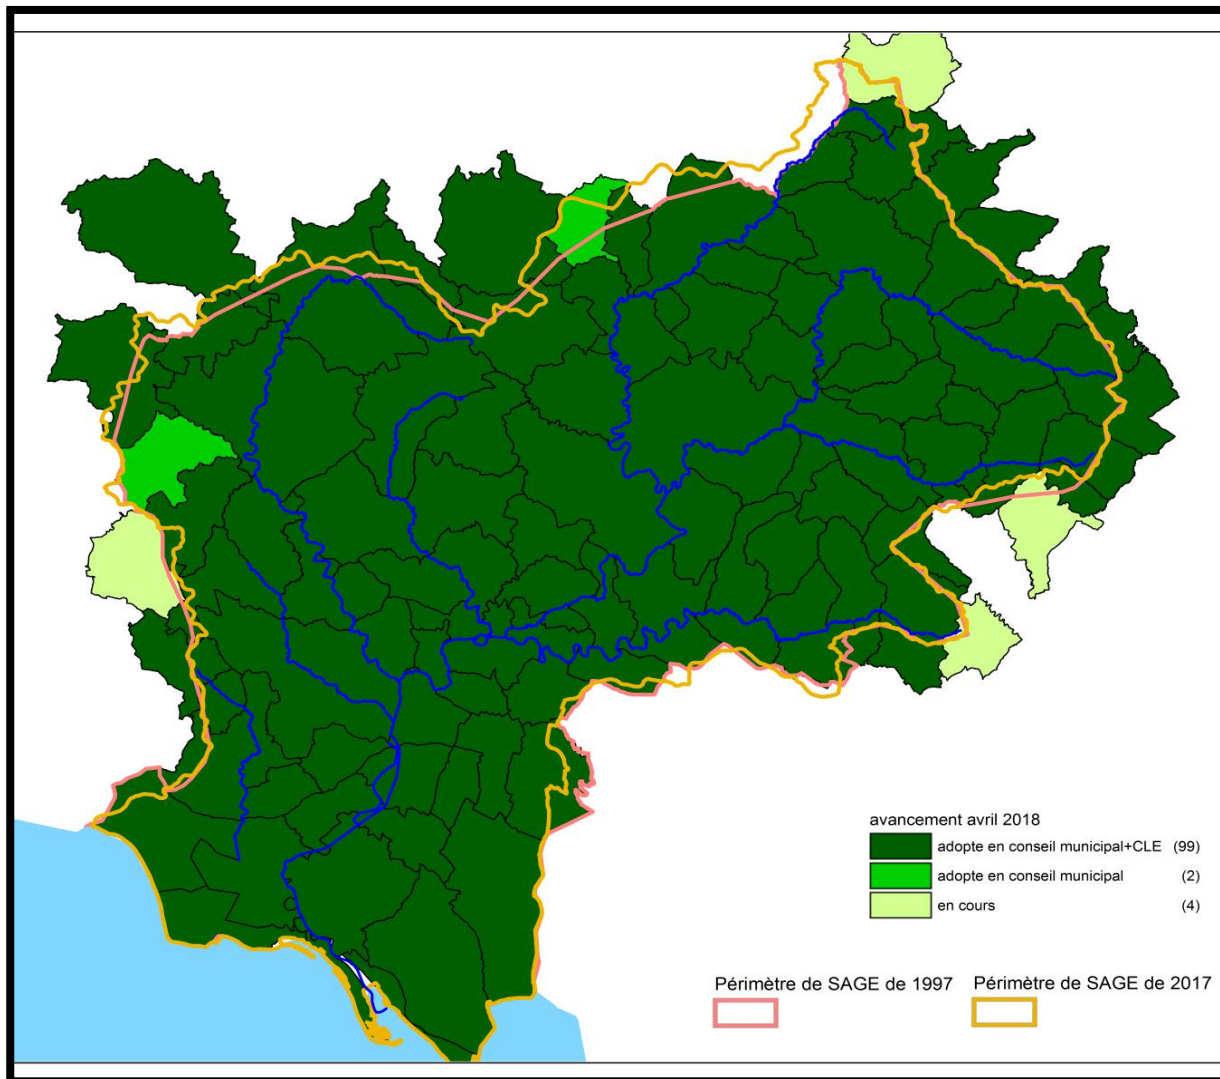 avancement avril 2018
adopte en conseil municipal+CLE (99)
adopte en conseil municipal (2)
en cours (4)
Périmètre de SAGE de 1997 Périmètre de SAGE de 2017